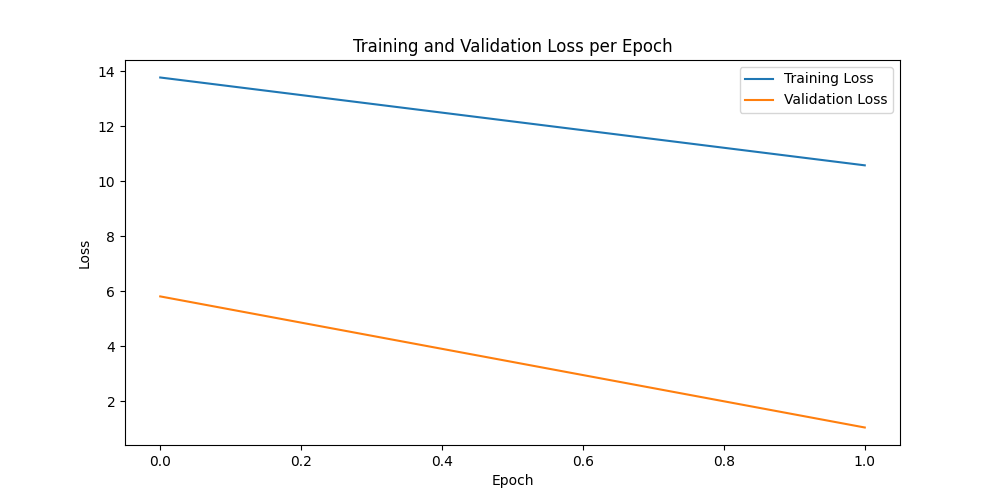 Training and Validation Loss per Epoch
Training Loss
Validation Loss
14
12
10
8
6
4
2
Loss
0.0 0.2 0.4 0.6 0.8 1.0
Epoch